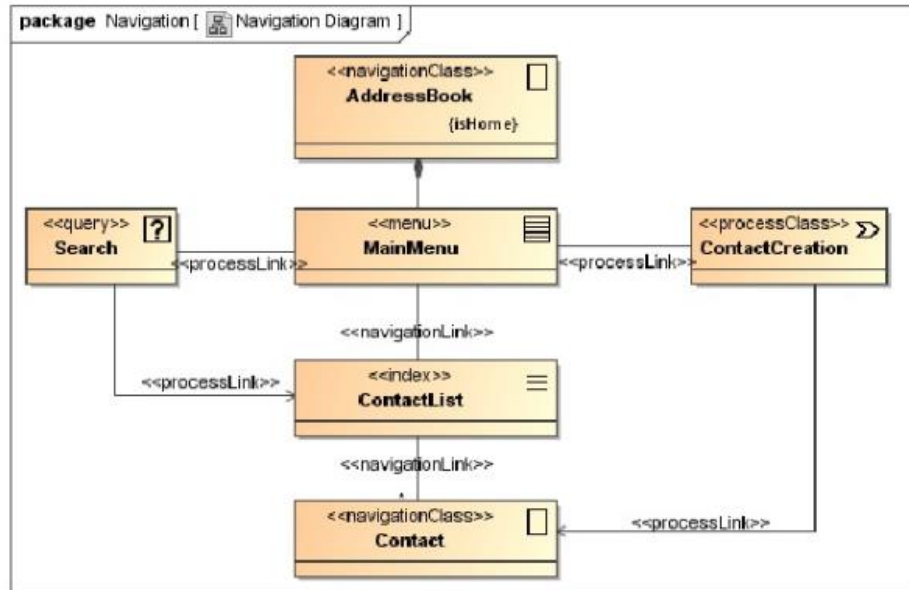 package Navigation [ Navigation Diagram ]
<<navigationClass>>
AddressBook
{isHome}
<<query>>
Search
?
<<processLink>>
<<menu>>
MainMenu
<<processLink>>
<<processClass>>
ContactCreation
<<navigationLink>>
<<processLink>>
<<index>>
ContactList
<<navigationLink>>
*
<<navigationClass>>
Contact
<<processLink>>